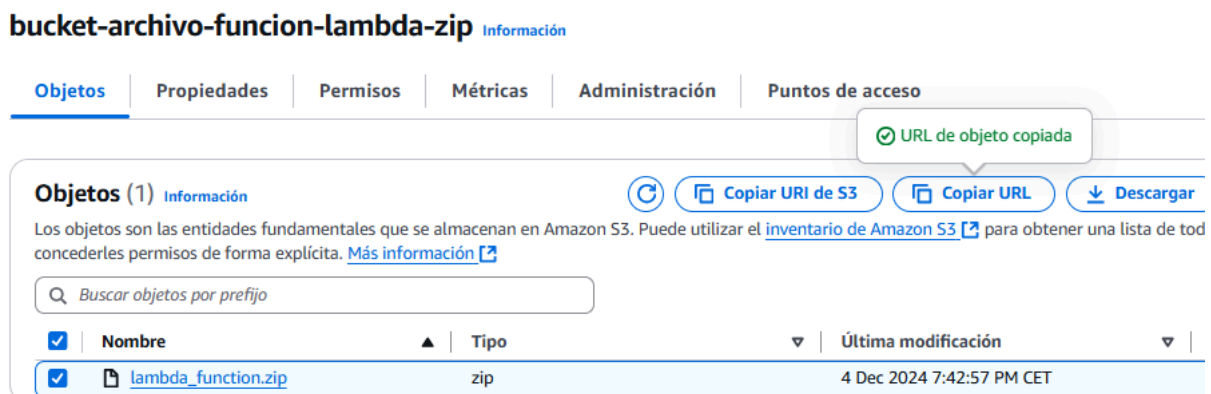 bucket-archivo-funcion-lambda-zip Información
Objetos Propiedades Permisos Métricas Administración Puntos de acceso
URL de objeto copiada
Objetos (1) Información Copiar URI de S3 Copiar URL Descargar
Los objetos son las entidades fundamentales que se almacenan en Amazon S3. Puede utilizar el inventario de Amazon S3 para obtener una lista de tod
concederles permisos de forma explícita. Más información
Buscar objetos por prefijo
Nombre Tipo Última modificación
lambda_function.zip zip 4 Dec 2024 7:42:57 PM CET